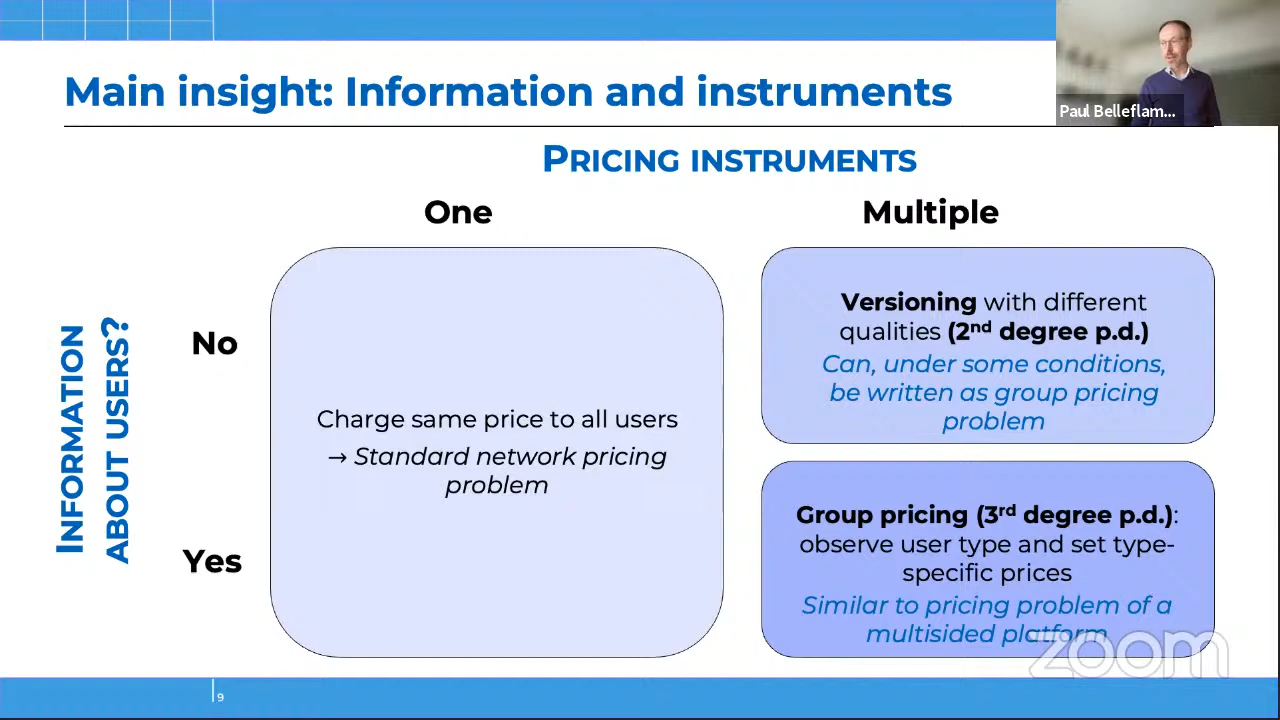 Main insight: Information and instruments
Paul Belleflam...
PRICING INSTRUMENTS
One
Multiple
INFORMATION
ABOUT USERS?
No
Yes
Charge same price to all users
→ Standard network pricing
problem
Versioning with different
qualities (2nd degree p.d.)
Can, under some conditions,
be written as group pricing
problem
Group pricing (3rd degree p.d.):
observe user type and set type-
specific prices
Similar to pricing problem of a
multisided platform
zoom
9